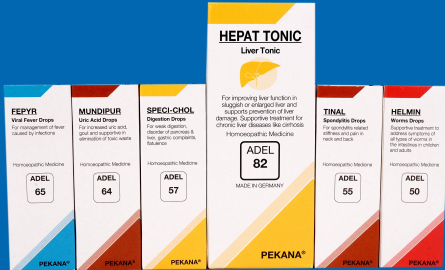 FEPYR
Viral Fever Drops
For management of fever
caused by infections
Homoeopathic Medicine
ADEL
65
PEKANA®
MUNDIPUR
Uric Acid Drops
For increased uric acid,
gout and supportive in
elimination of toxic waste
Homoeopathic Medicine
ADEL
64
PEKANA®
SPECI-CHOL
Digestion Drops
For weak digestion,
disorder of pancreas &
liver, gastric complaints,
flatulence
Homoeopathic Medicine
ADEL
57
PEKANA®
HEPAT TONIC
Liver Tonic
For improving liver function in
sluggish or enlarged liver and
supports prevention of liver
damage. Supportive treatment for
chronic liver diseases like cirrhosis
Homoeopathic Medicine
ADEL
82
MADE IN GERMANY
PEKANA®
TINAL
Spondylitis Drops
For spondylitis related
stiffness and pain in
neck and back
Homoeopathic Medicine
ADEL
55
PEKANA®
HELMIN
Worms Drops
Supportive treatment to
address symptoms of
all types of worms in
the intestines in children
and adults
Homoeopathic Medicine
ADEL
50
PEKANA®